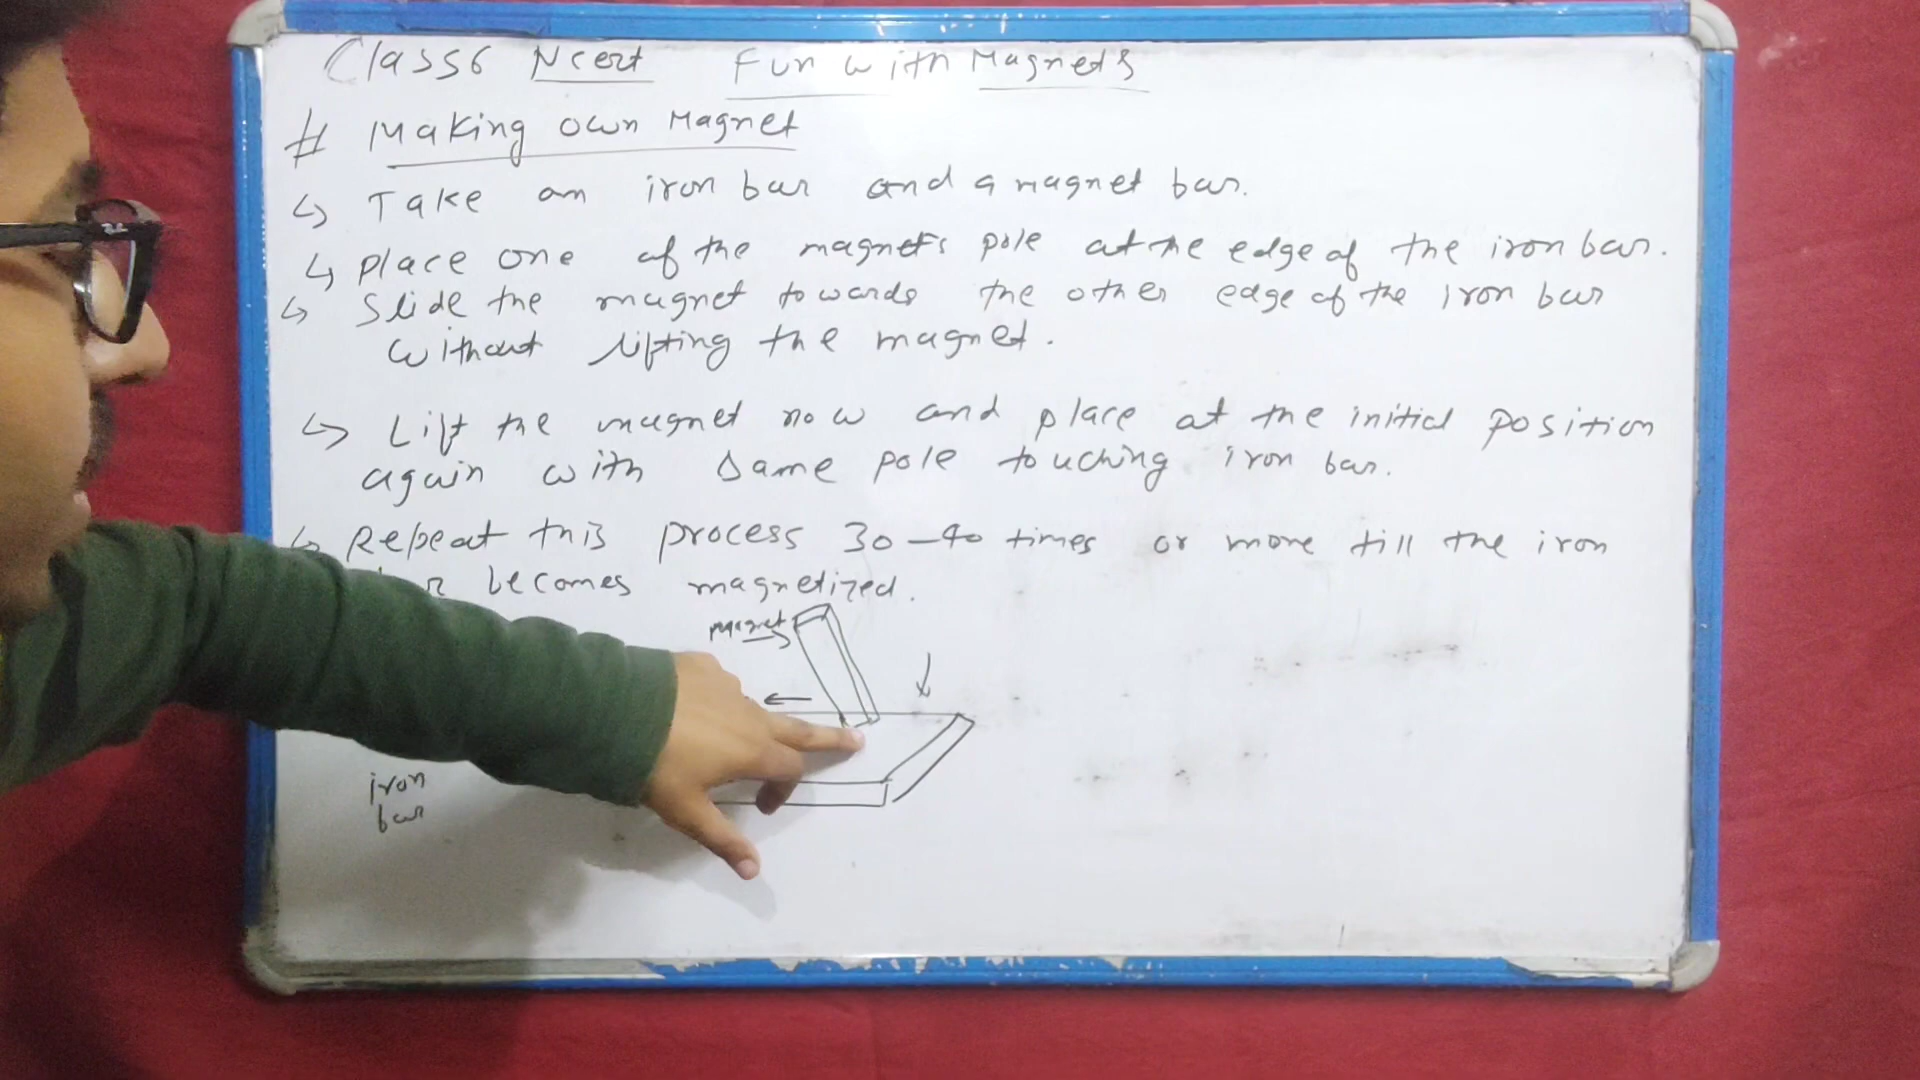 Class 6 Ncert Fun with Magnets
# Making own Magnet
↳ Take an iron bar and a magnet bar.
↳ Place one of the magnet's pole at the edge of the iron bar.
↳ Slide the magnet towards the other edge of the iron bar
without lifting the magnet.
↳ Lift the magnet now and place at the initial position
again with same pole touching iron bar.
↳ Repeat this process 30-40 times or more till the iron
becomes magnetized.
Magnet
iron
bar